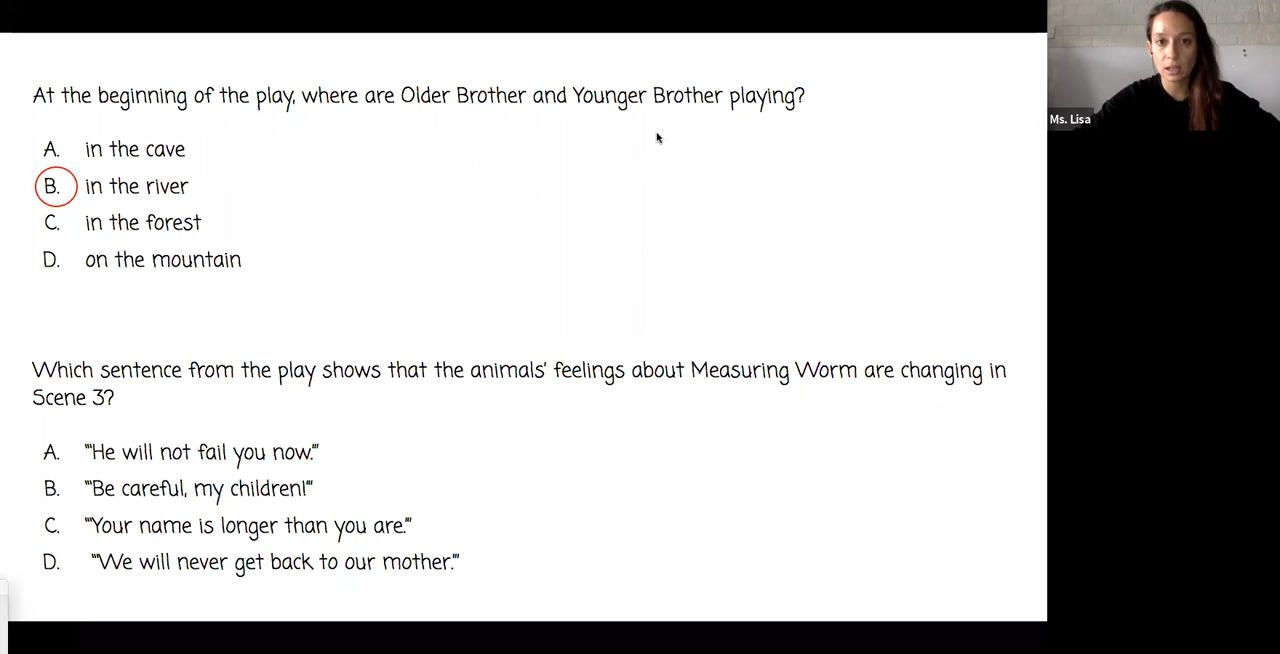 At the beginning of the play, where are Older Brother and Younger Brother playing?
A. in the cave
B. in the river
C. in the forest
D. on the mountain
Which sentence from the play shows that the animals' feelings about Measuring Worm are changing in
Scene 3?
A. "'He will not fail you now.'"
B. "'Be careful, my children!'"
C. "'Your name is longer than you are.'"
D. "'We will never get back to our mother.'"
Ms. Lisa